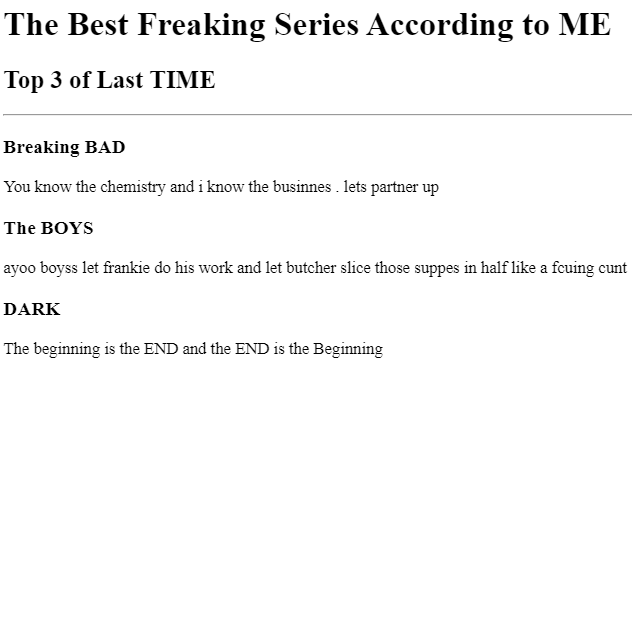 The Best Freaking Series According to ME
Top 3 of Last TIME
Breaking BAD
You know the chemistry and i know the businnes . lets partner up
The BOYS
ayoo boyss let frankie do his work and let butcher slice those suppes in half like a fcuing cunt
DARK
The beginning is the END and the END is the Beginning